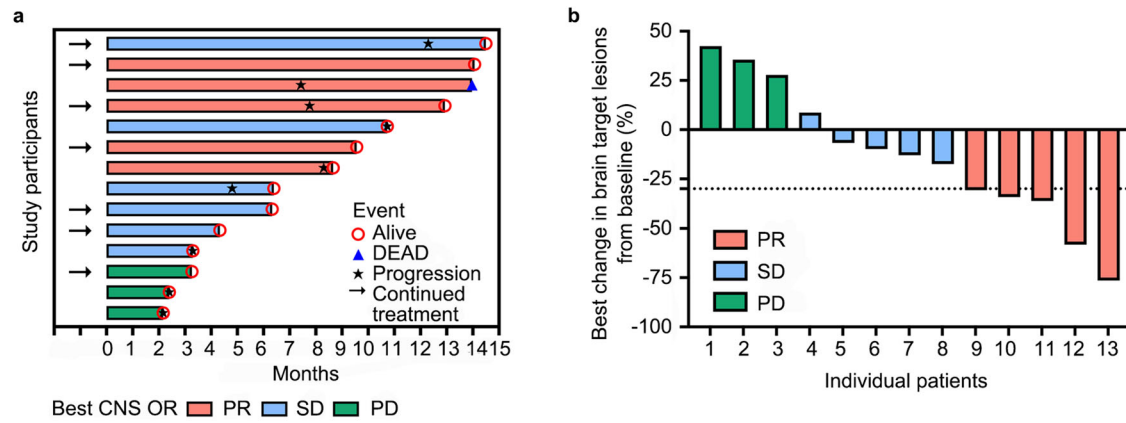 a
Study participants
Event
Alive
DEAD
Progression
Continued
treatment
0 1 2 3 4 5 6 7 8 9 10 11 12 13 14 15
Months
Best CNS OR PR SD PD
b
Best change in brain target lesions
from baseline (%)
50
25
0
-25
-50
-75
-100
PR
SD
PD
1 2 3 4 5 6 7 8 9 10 11 12 13
Individual patients